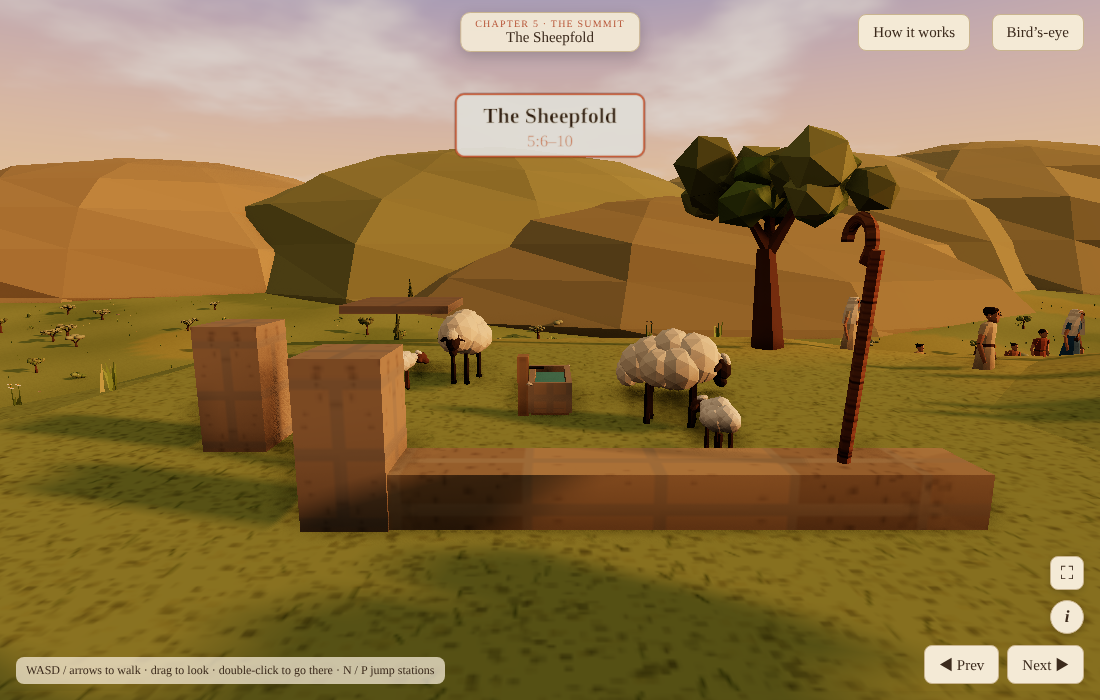 CHAPTER 5 · THE SUMMIT
The Sheepfold
How it works
Bird’s-eye
The Sheepfold
5:6–10
i
WASD / arrows to walk · drag to look · double-click to go there · N / P jump stations
◀ Prev
Next ▶